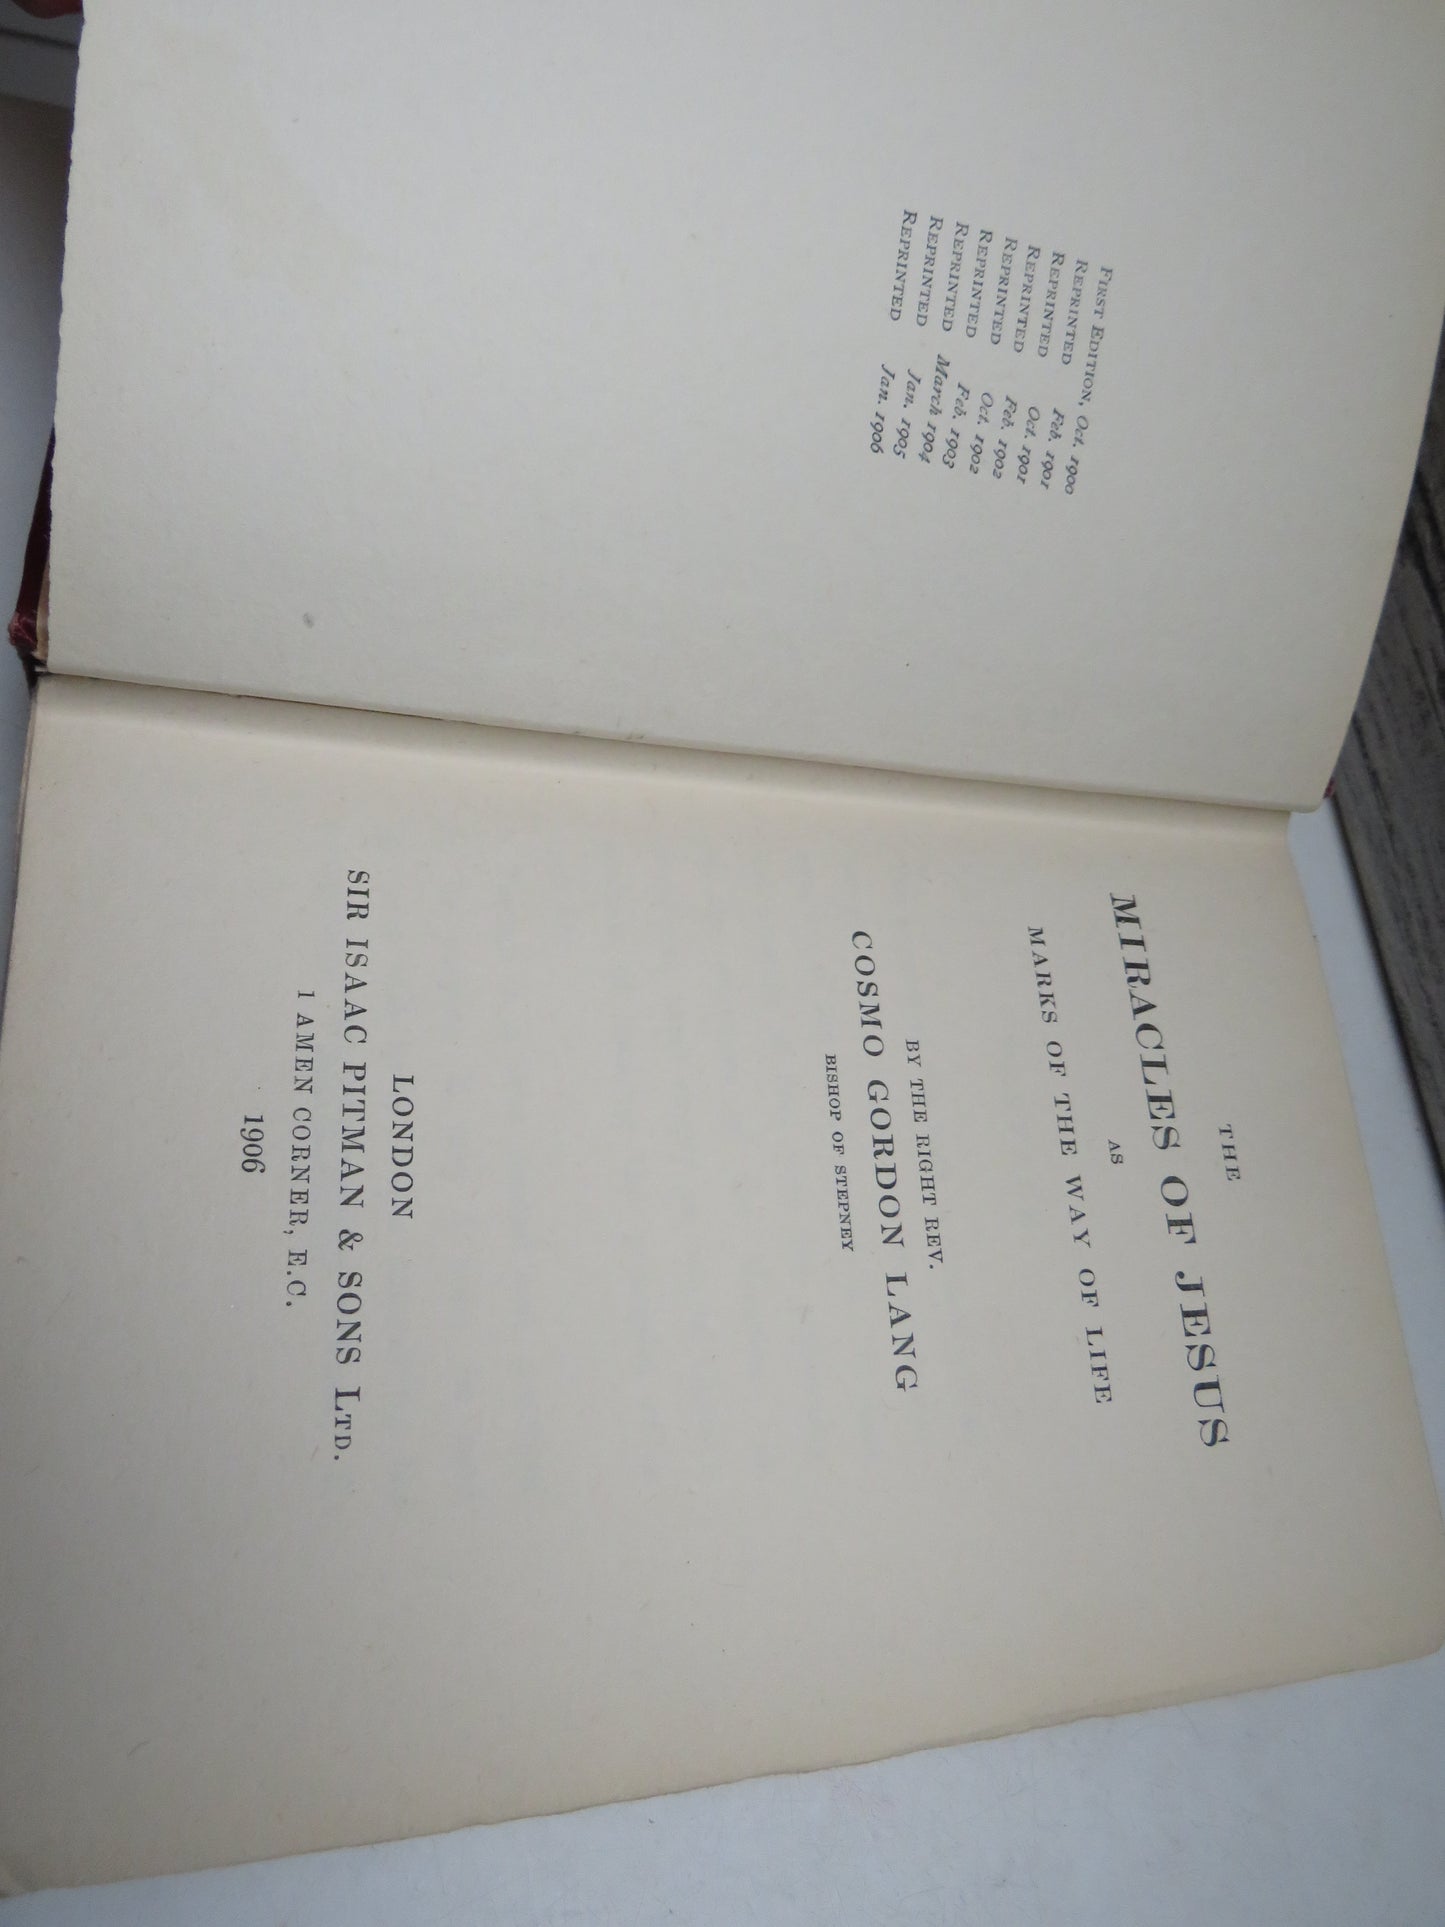 First Edition, Oct. 1900
Reprinted Feb. 1901
Reprinted Oct. 1901
Reprinted Feb. 1902
Reprinted Oct. 1902
Reprinted Feb. 1903
Reprinted March 1904
Reprinted Jan. 1905
Reprinted Jan. 1906
THE
MIRACLES OF JESUS
AS
MARKS OF THE WAY OF LIFE
BY THE RIGHT REV.
COSMO GORDON LANG
BISHOP OF STEPNEY
LONDON
SIR ISAAC PITMAN & SONS LTD.
1 AMEN CORNER, E.C.
1906